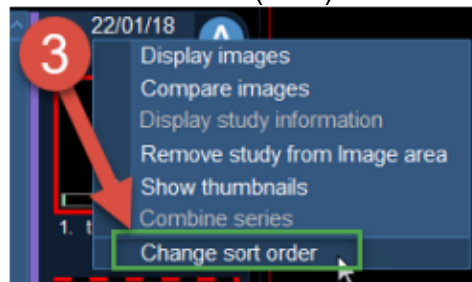 22/01/18
A
3
Display images
Compare images
Display study information
Remove study from Image area
Show thumbnails
Combine series
1. t
Change sort order